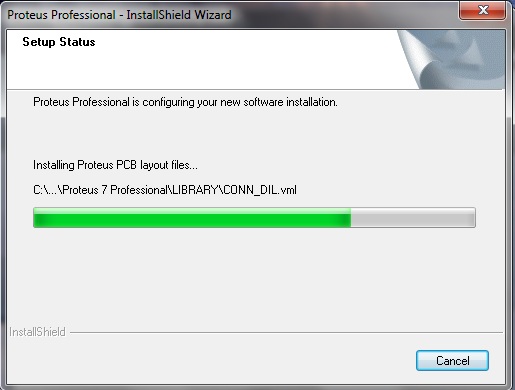 Proteus Professional - InstallShield Wizard
Setup Status
Proteus Professional is configuring your new software installation.
Installing Proteus PCB layout files...
C:\...\Proteus 7 Professional\LIBRARY\CONN_DIL.vml
InstallShield
Cancel